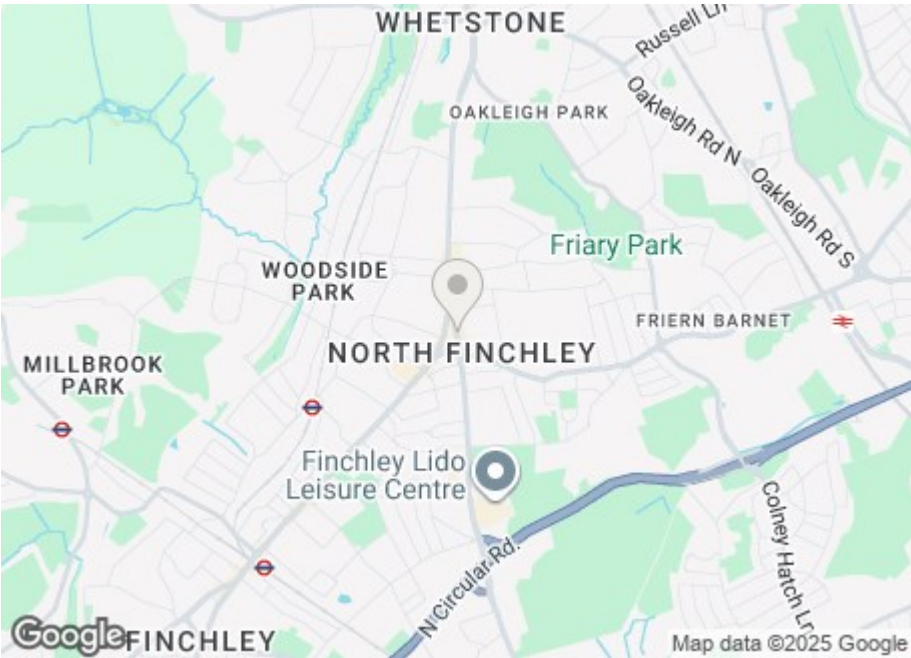 WHETSTONE
Russell Ln
OAKLEIGH PARK
Oakleigh Rd N
Oakleigh Rd S
Friary Park
WOODSIDE
PARK
FRIERN BARNET
NORTH FINCHLEY
MILLBROOK
PARK
Finchley Lido
Leisure Centre
Colney Hatch Ln
N Circular Rd.
Google
FINCHLEY
Map data ©2025 Google